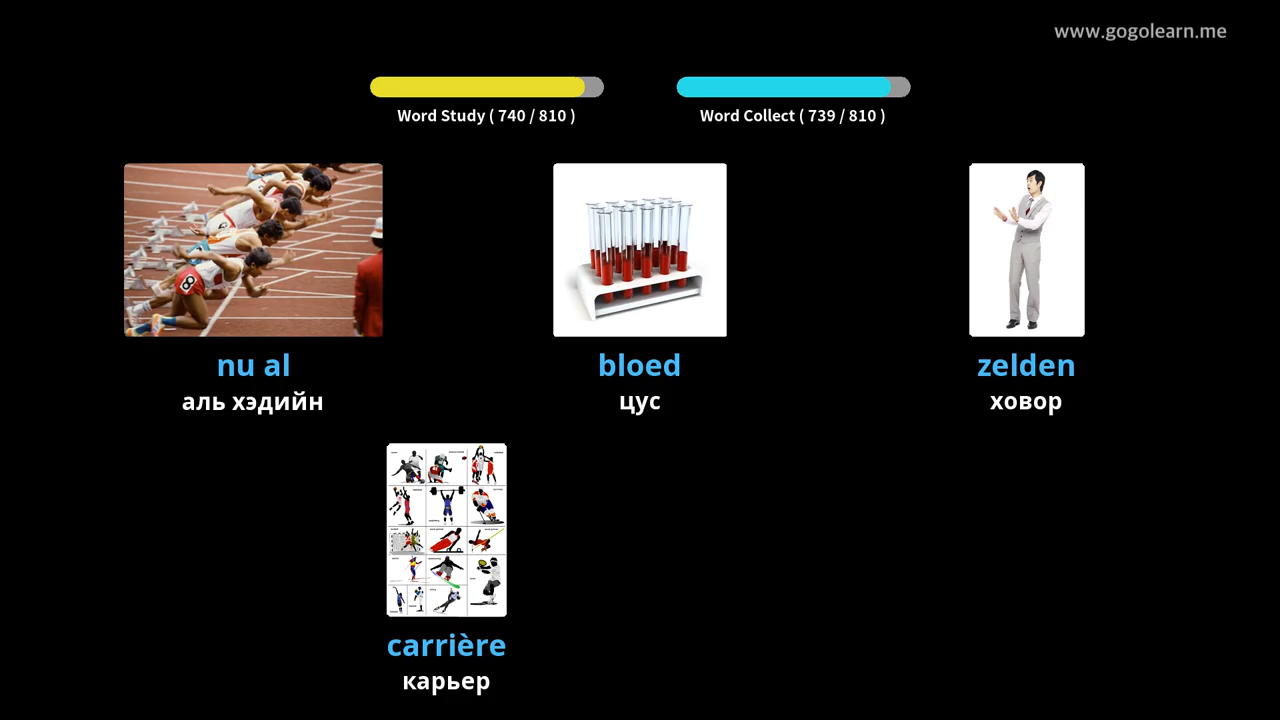 www.gogolearn.me
Word Study ( 740 / 810 )
Word Collect ( 739 / 810 )
nu al
аль хэдийн
bloed
цус
zelden
ховор
carrière
карьер